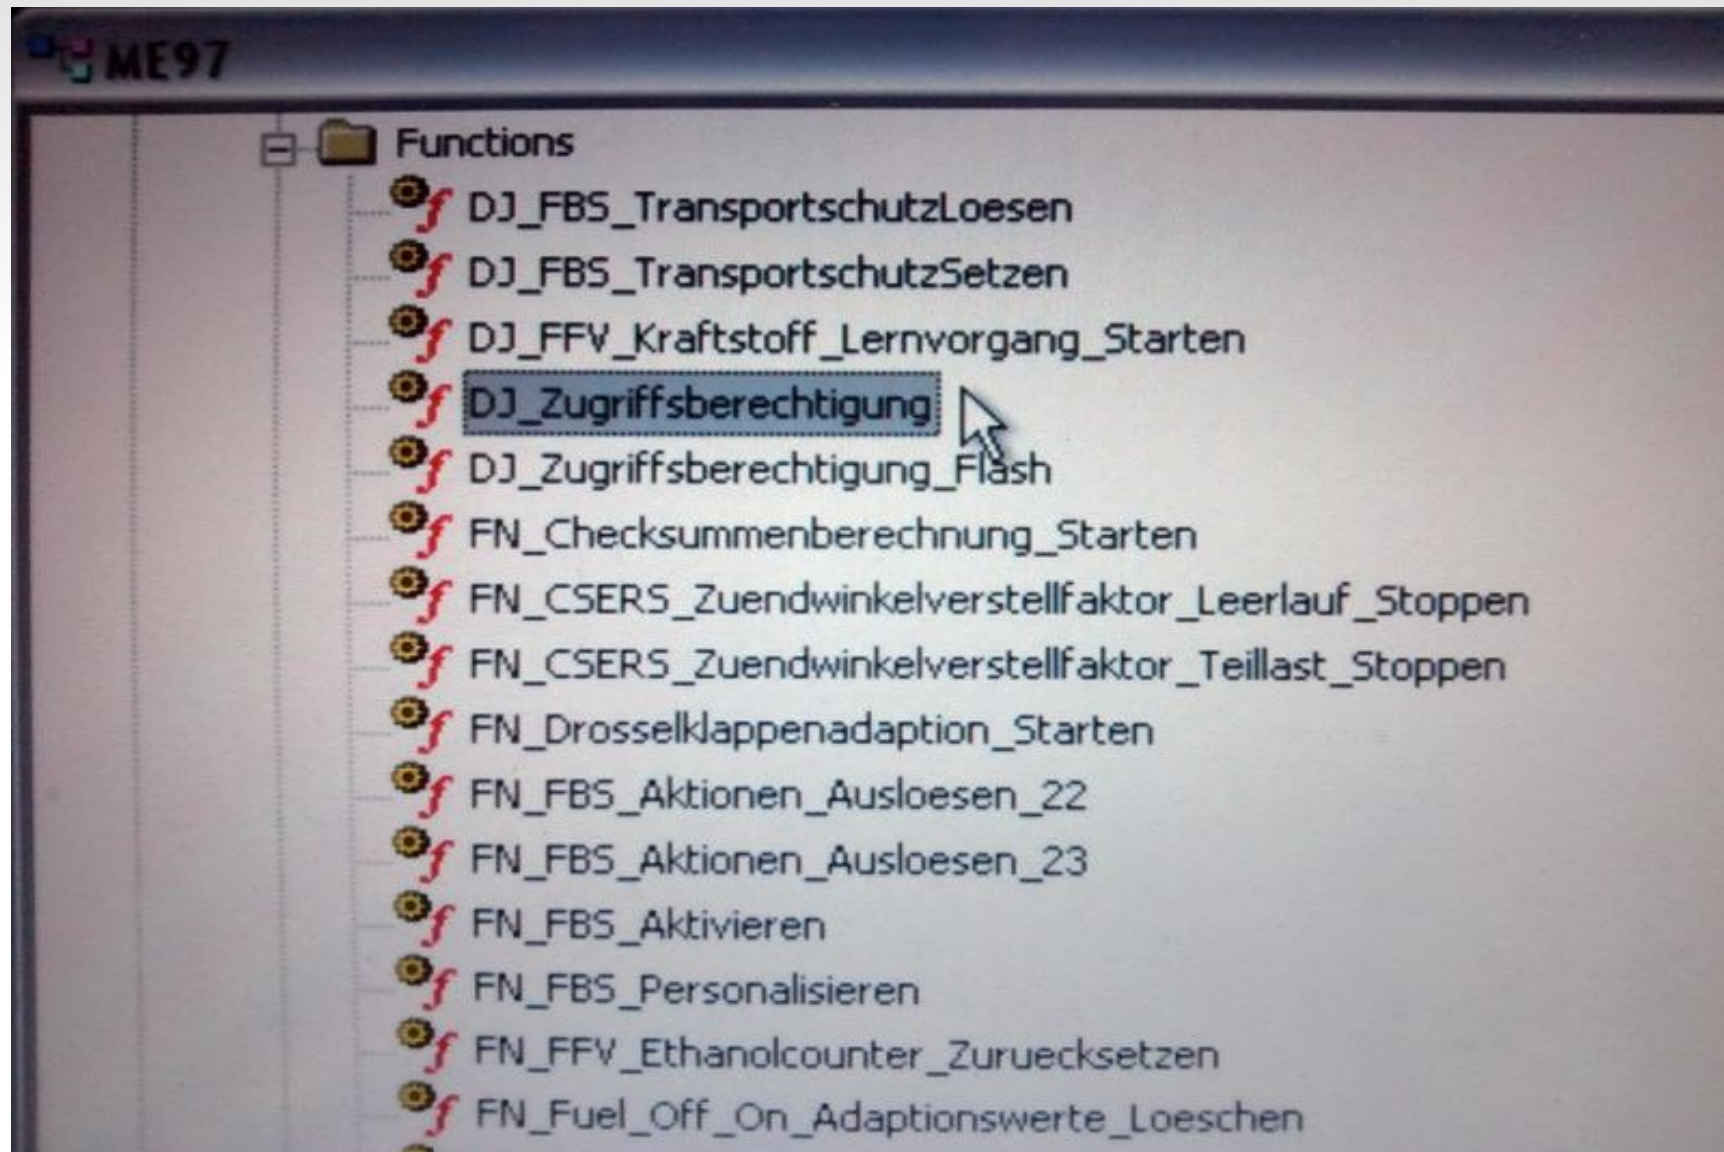 ME97
Functions
DJ_FBS_TransportschutzLoesen
DJ_FBS_TransportschutzSetzen
DJ_FFV_Kraftstoff_Lernvorgang_Starten
DJ_Zugriffsberechtigung
DJ_Zugriffsberechtigung_Flash
FN_Checksummenberechnung_Starten
FN_CSERS_Zuendwinkelverstellfaktor_Leerlauf_Stoppen
FN_CSERS_Zuendwinkelverstellfaktor_Teillast_Stoppen
FN_Drosselklappenadaption_Starten
FN_FBS_Aktionen_Ausloesen_22
FN_FBS_Aktionen_Ausloesen_23
FN_FBS_Aktivieren
FN_FBS_Personalisieren
FN_FFV_Ethanolcounter_Zuruecksetzen
FN_Fuel_Off_On_Adaptionswerte_Loeschen